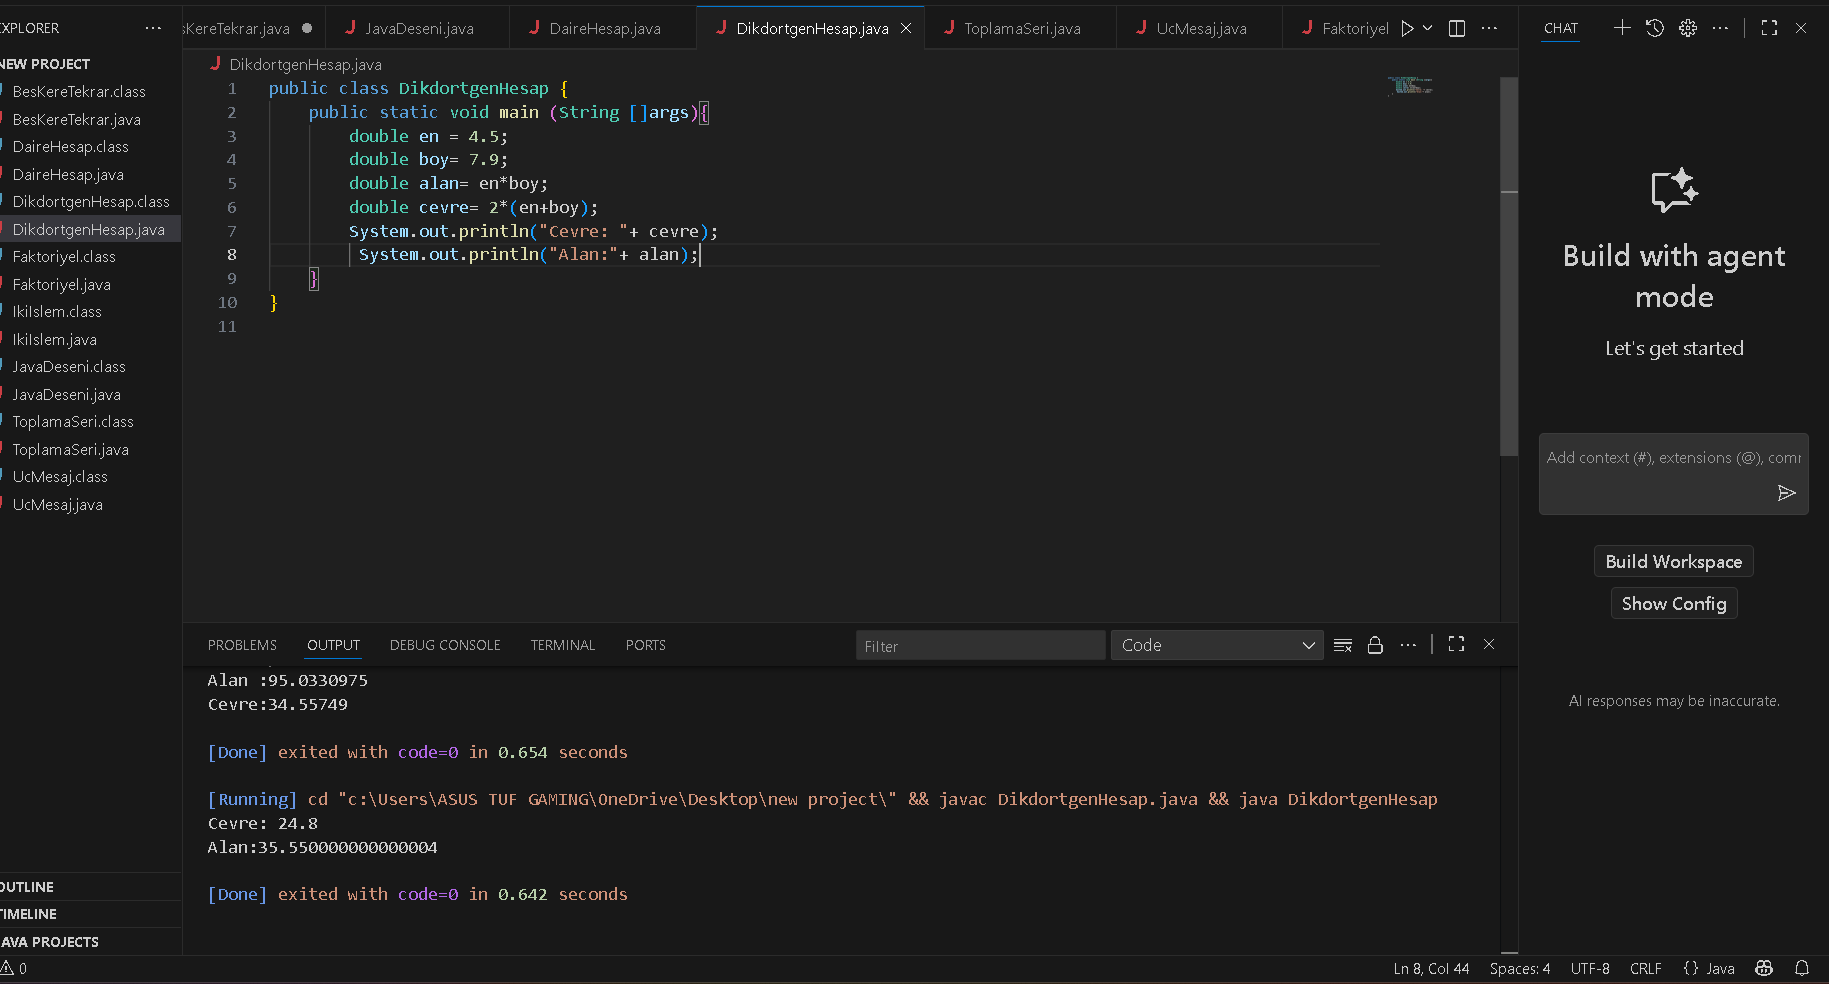 EXPLORER
NEW PROJECT
BesKereTekrar.class
BesKereTekrar.java
DaireHesap.class
DaireHesap.java
DikdortgenHesap.class
DikdortgenHesap.java
Faktoriyel.class
Faktoriyel.java
IkiIslem.class
IkiIslem.java
JavaDeseni.class
JavaDeseni.java
ToplamaSeri.class
ToplamaSeri.java
UcMesaj.class
UcMesaj.java
OUTLINE
TIMELINE
JAVA PROJECTS
sKereTekrar.java
JavaDeseni.java
DaireHesap.java
DikdortgenHesap.java
ToplamaSeri.java
UcMesaj.java
Faktoriyel
DikdortgenHesap.java
1 public class DikdortgenHesap {
2 public static void main (String []args){
3 double en = 4.5;
4 double boy= 7.9;
5 double alan= en*boy;
6 double cevre= 2*(en+boy);
7 System.out.println("Cevre: "+ cevre);
8 System.out.println("Alan:"+ alan);
9 }
10 }
11
PROBLEMS OUTPUT DEBUG CONSOLE TERMINAL PORTS
Filter
Code
Alan :95.0330975
Cevre:34.55749
[Done] exited with code=0 in 0.654 seconds
[Running] cd "c:\Users\ASUS TUF GAMING\OneDrive\Desktop\new project\" && javac DikdortgenHesap.java && java DikdortgenHesap
Cevre: 24.8
Alan:35.550000000000004
[Done] exited with code=0 in 0.642 seconds
CHAT
Build with agent
mode
Let's get started
Add context (#), extensions (@), comm
Build Workspace
Show Config
AI responses may be inaccurate.
0
Ln 8, Col 44 Spaces: 4 UTF-8 CRLF {} Java